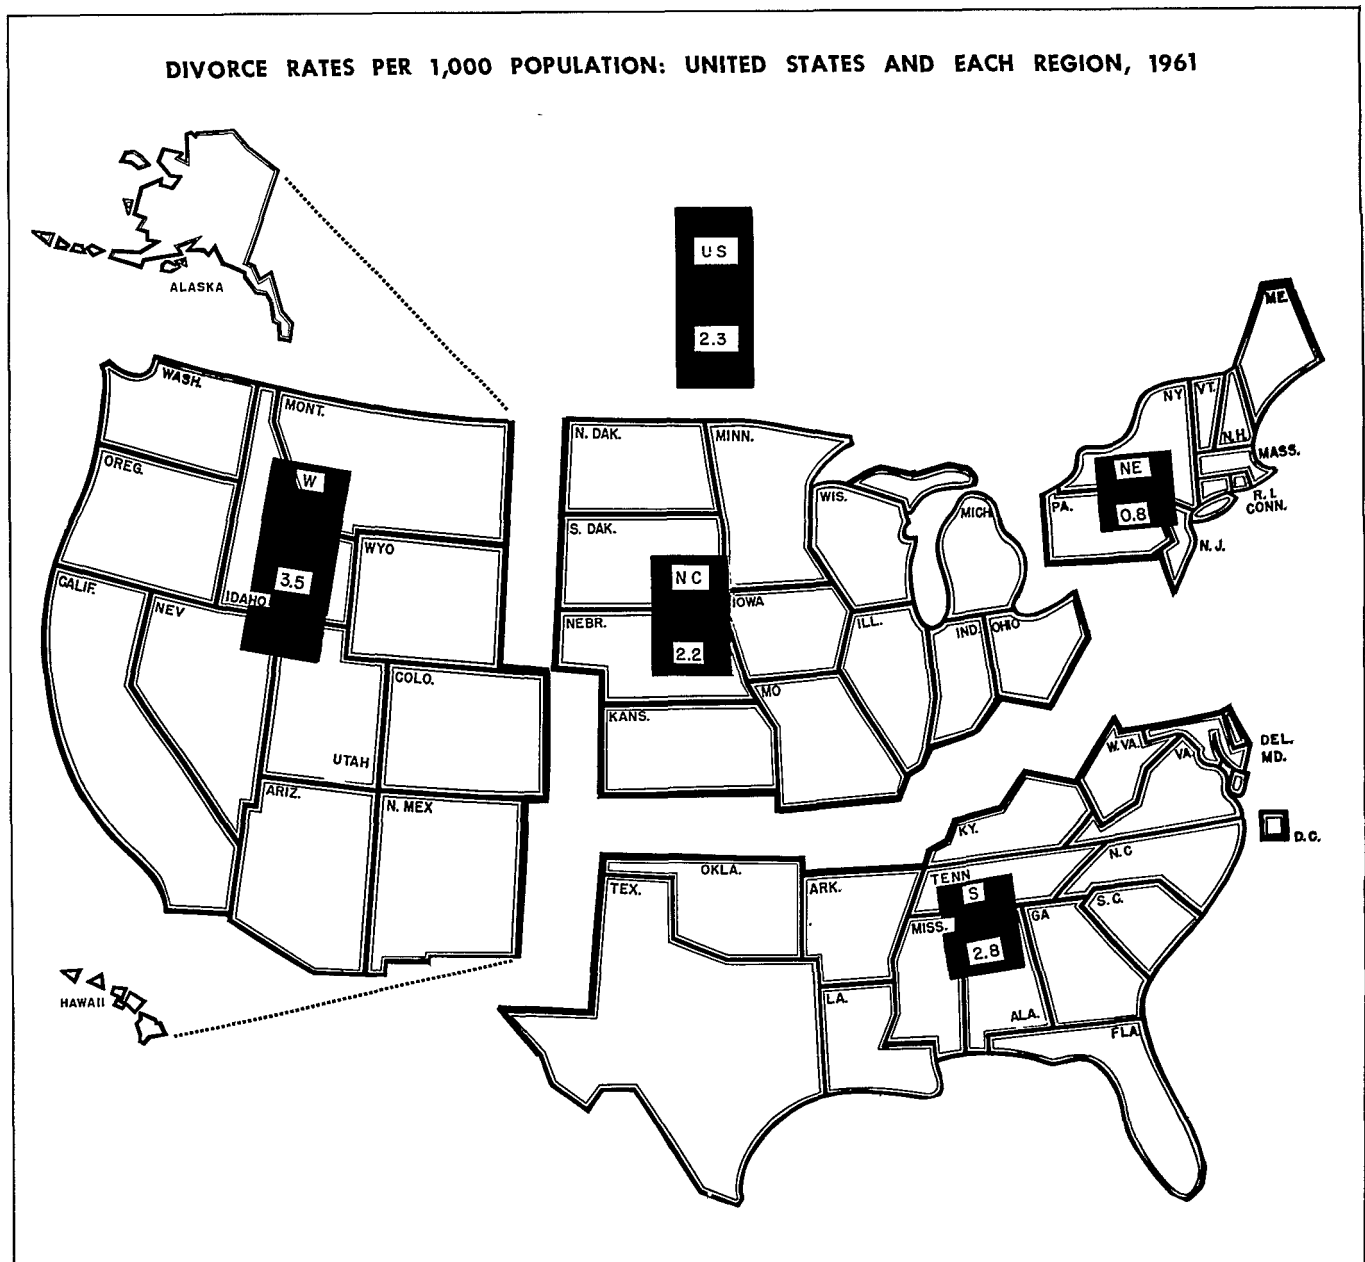 DIVORCE RATES PER 1,000 POPULATION: UNITED STATES AND EACH REGION, 1961
US
2.3
ALASKA
ME.
WASH.
MONT.
NY
VT.
N.H.
MASS.
R.I.
CONN.
N. DAK.
MINN.
OREG.
W
3.5
NE
0.8
PA.
N.J.
WIS.
MICH.
S. DAK.
WYO
NC
2.2
CALIF.
NEV
IDAHO
IOWA
NEBR.
ILL.
IND.
OHIO
COLO.
MO
KANS.
UTAH
W.VA.
VA.
DEL.
MD.
ARIZ.
N. MEX
KY.
D.C.
N.C
OKLA.
TENN
TEX.
ARK.
S
2.8
S.C.
GA
MISS.
HAWAII
LA.
ALA.
FLA